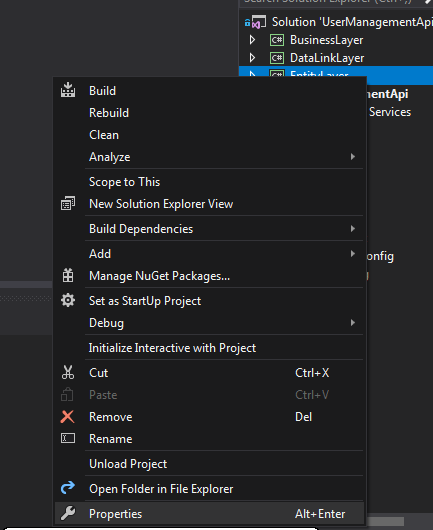 Search Solution Explorer (Ctrl+;)
Solution 'UserManagementApi
BusinessLayer
DataLinkLayer
EntityLayer
mentApi
Services
onfig
Build
Rebuild
Clean
Analyze
Scope to This
New Solution Explorer View
Build Dependencies
Add
Manage NuGet Packages...
Set as StartUp Project
Debug
Initialize Interactive with Project
Cut Ctrl+X
Paste Ctrl+V
Remove Del
Rename
Unload Project
Open Folder in File Explorer
Properties Alt+Enter